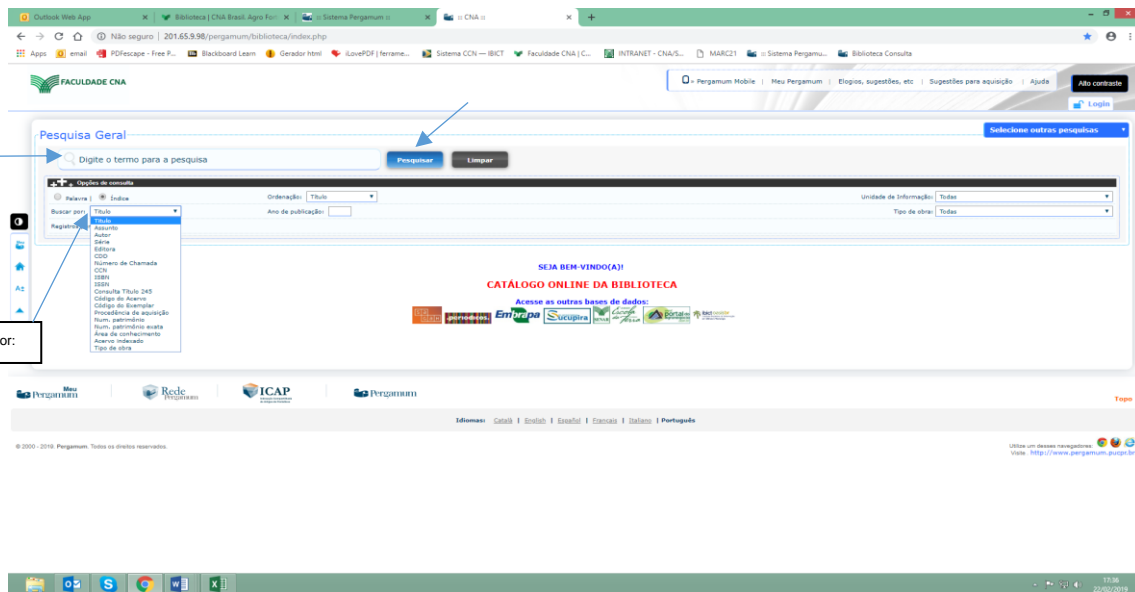 Outlook Web App
Biblioteca | CNA Brasil Agro For
:: Sistema Pergamum ::
:: CNA ::
Não seguro | 201.65.9.98/pergamum/biblioteca/index.php
Apps
email
PDFescape - Free P...
Blackboard Learn
Gerador html
iLovePDF | ferrame...
Sistema CCN — IBICT
Faculdade CNA | C...
INTRANET - CNA/S...
MARC21
:: Sistema Pergamu...
Biblioteca Consulta
FACULDADE CNA
Pergamum Mobile | Meu Pergamum | Elogios, sugestões, etc | Sugestões para aquisição | Ajuda
Alto contraste
Login
Pesquisa Geral
Selecione outras pesquisas
Digite o termo para a pesquisa
Pesquisar
Limpar
Opções de consulta
Palavra | Índice
Ordenação: Título
Unidade de Informação: Todas
Buscar por: Título
Ano de publicação:
Tipo de obra: Todas
Registros
Título
Assunto
Autor
Série
Editora
CDD
Número de Chamada
CCN
ISBN
ISSN
Consulta Título 245
Código do Acervo
Código do Exemplar
Procedência de aquisição
Num. patrimônio
Num. patrimônio exata
Área de conhecimento
Acervo indexado
Tipo de obra
or:
SEJA BEM-VINDO(A)!
CATÁLOGO ONLINE DA BIBLIOTECA
Acesse as outras bases de dados:
.periodicos.
Embrapa
Sucupira
SENAR
portal
bict
Meu
Pergamum
Rede
Pergamum
ICAP
Pergamum
Topo
Idiomas: Català | English | Español | Français | Italiano | Português
© 2000 - 2019. Pergamum. Todos os direitos reservados.
Utilize um desses navegadores:
Visite http://www.pergamum.pucpr.br
17:36
22/02/2019